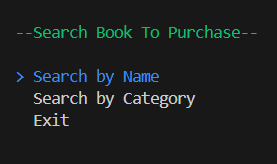 --Search Book To Purchase--
> Search by Name
Search by Category
Exit